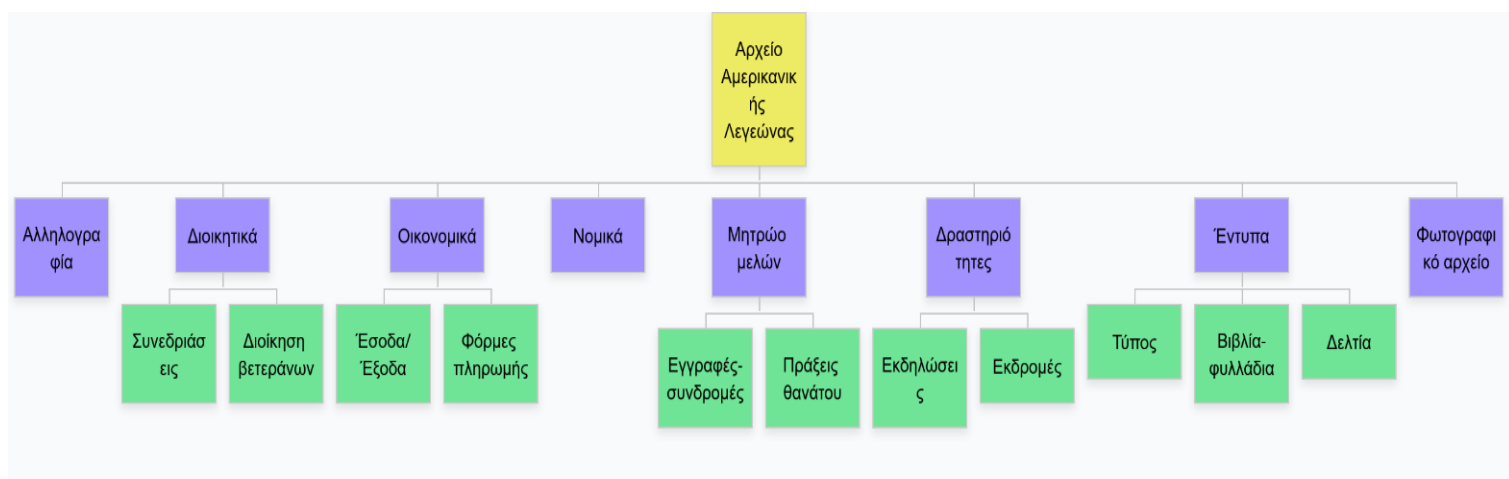 Αρχείο
Αμερικανικ
ής
Λεγεώνας
Αλληλογρα
φία
Διοικητικά
Οικονομικά
Νομικά
Μητρώο
μελών
Δραστηριό
τητες
Έντυπα
Φωτογραφι
κό αρχείο
Συνεδριάσ
εις
Διοίκηση
βετεράνων
Έσοδα/
Έξοδα
Φόρμες
πληρωμής
Εγγραφές-
συνδρομές
Πράξεις
θανάτου
Εκδηλώσει
ς
Εκδρομές
Τύπος
Βιβλία-
φυλλάδια
Δελτία